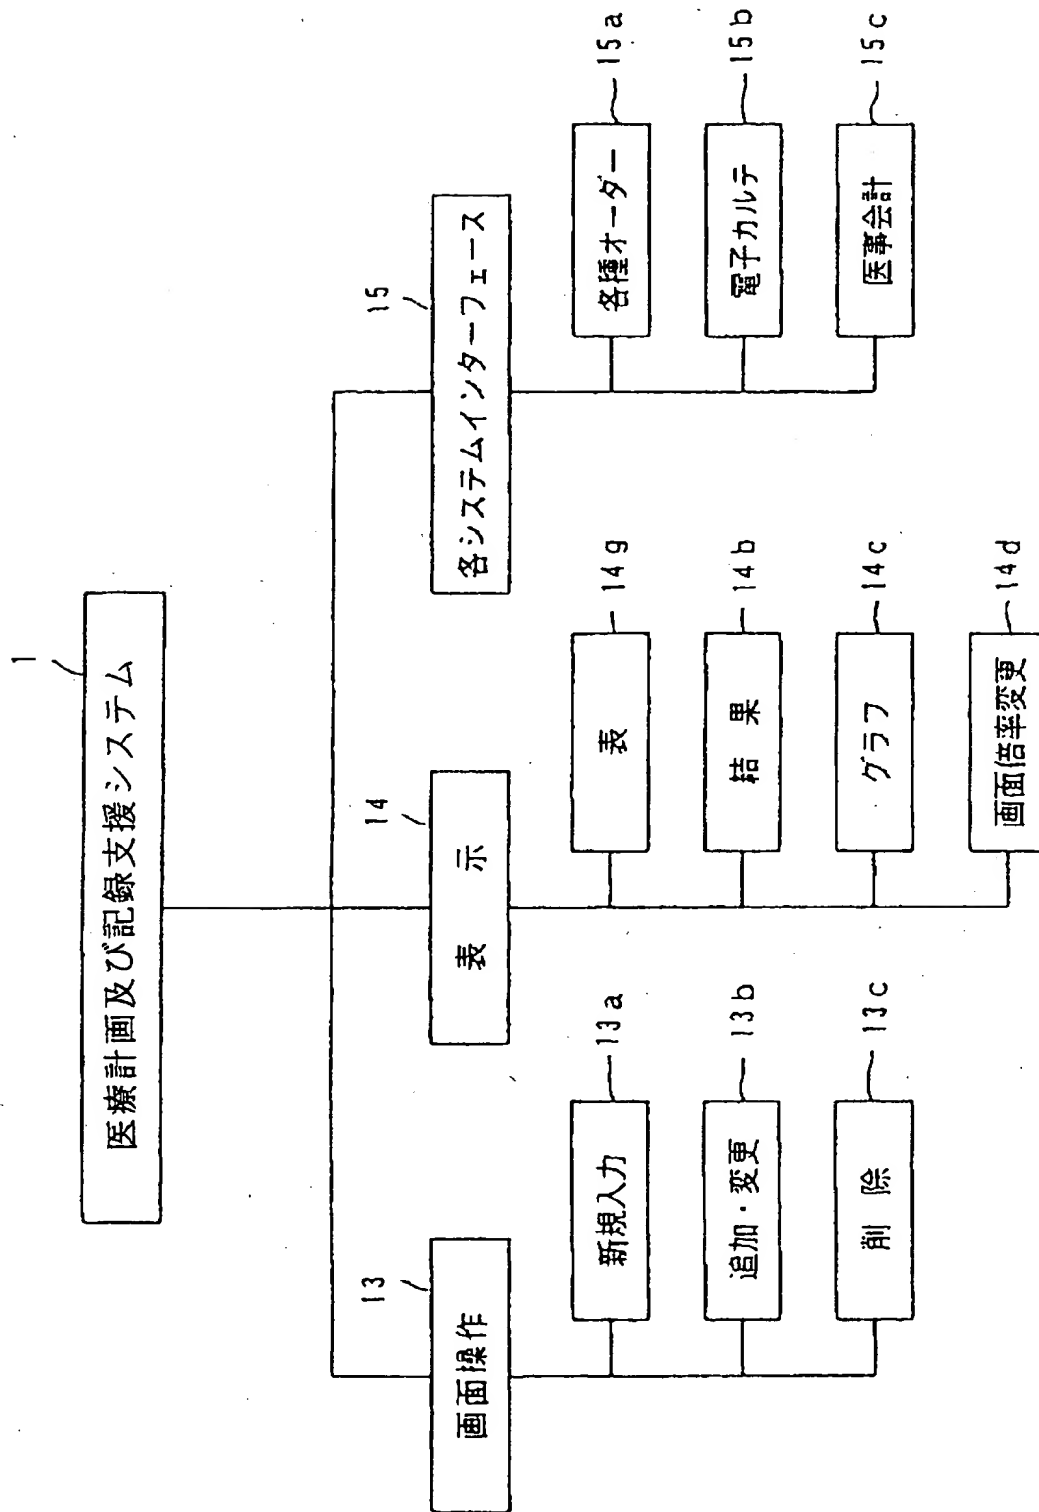 1
医療計画及び記録支援システム
13
画面操作
13a
新規入力
13b
追加・変更
13c
削 除
14
表 示
14g
表
14b
結 果
14c
グラフ
14d
画面倍率変更
15
各システムインターフェース
15a
各種オーダー
15b
電子カルテ
15c
医事会計